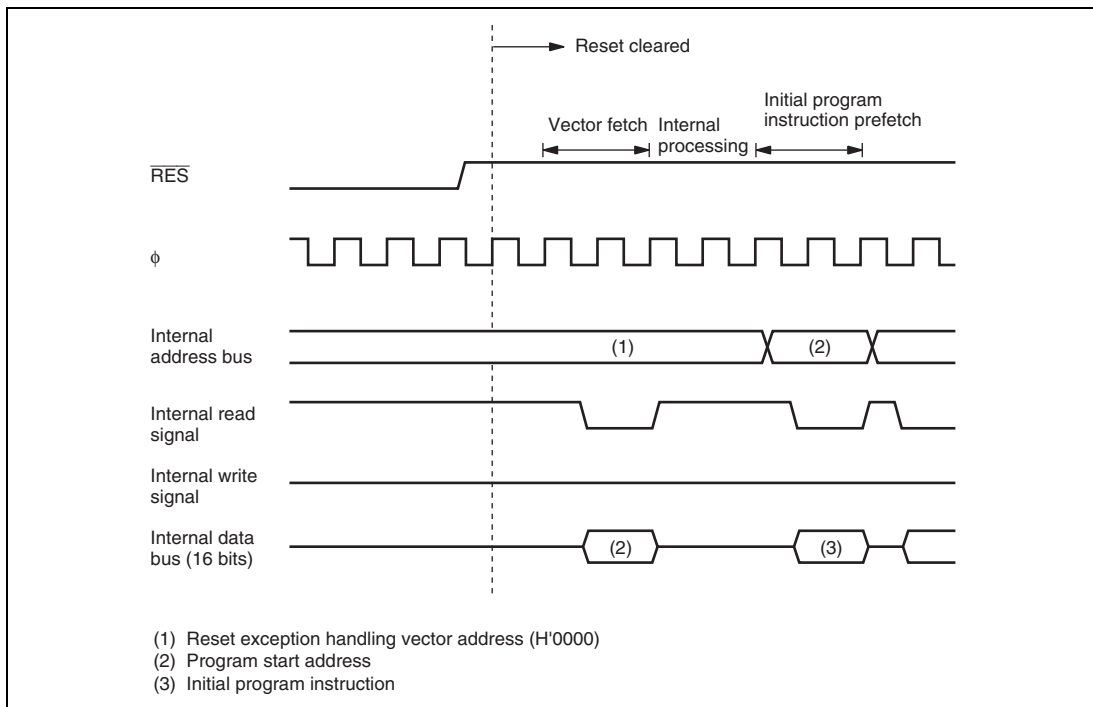 Reset cleared
Initial program
instruction prefetch
Vector fetch
Internal
processing
RES
φ
Internal
address bus
(1)
(2)
Internal read
signal
Internal write
signal
Internal data
bus (16 bits)
(2)
(3)
(1) Reset exception handling vector address (H'0000)
(2) Program start address
(3) Initial program instruction